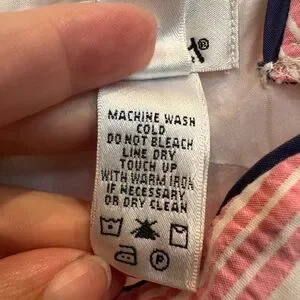 ®
MACHINE WASH
COLD
DO NOT BLEACH
LINE DRY
TOUCH UP
WITH WARM IRON
IF NECESSARY
OR DRY CLEAN
P